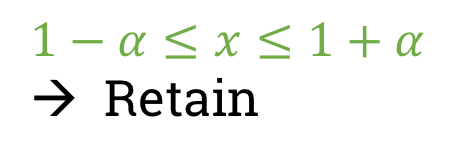 1 − α ≤ x ≤ 1 + α
→ Retain